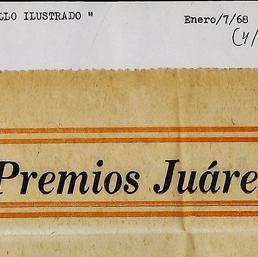 LLO ILUSTRADO " Enero/7/68
Premios Juáre